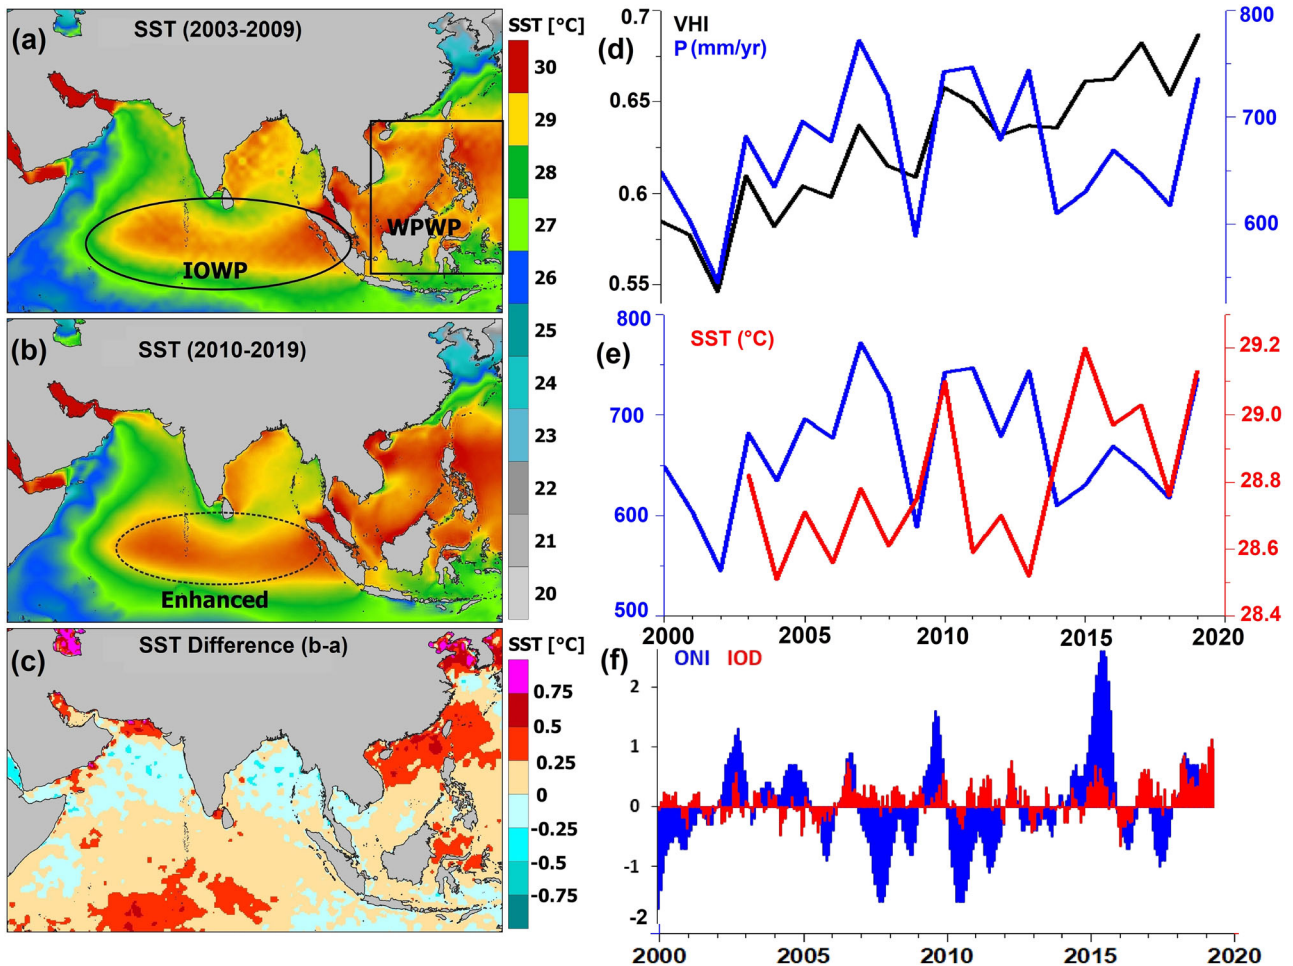 (a)
SST (2003-2009)
IOWP
WPWP
SST [°C]
30
29
28
27
26
25
24
23
22
21
20
(b)
SST (2010-2019)
Enhanced
(c)
SST Difference (b-a)
SST [°C]
0.75
0.5
0.25
0
-0.25
-0.5
-0.75
(d)
VHI
P (mm/yr)
0.7
0.65
0.6
0.55
800
700
600
(e)
SST (°C)
800
700
600
500
29.2
29.0
28.8
28.6
28.4
2000 2005 2010 2015 2020
(f)
ONI IOD
2
1
0
-1
-2
2000 2005 2010 2015 2020